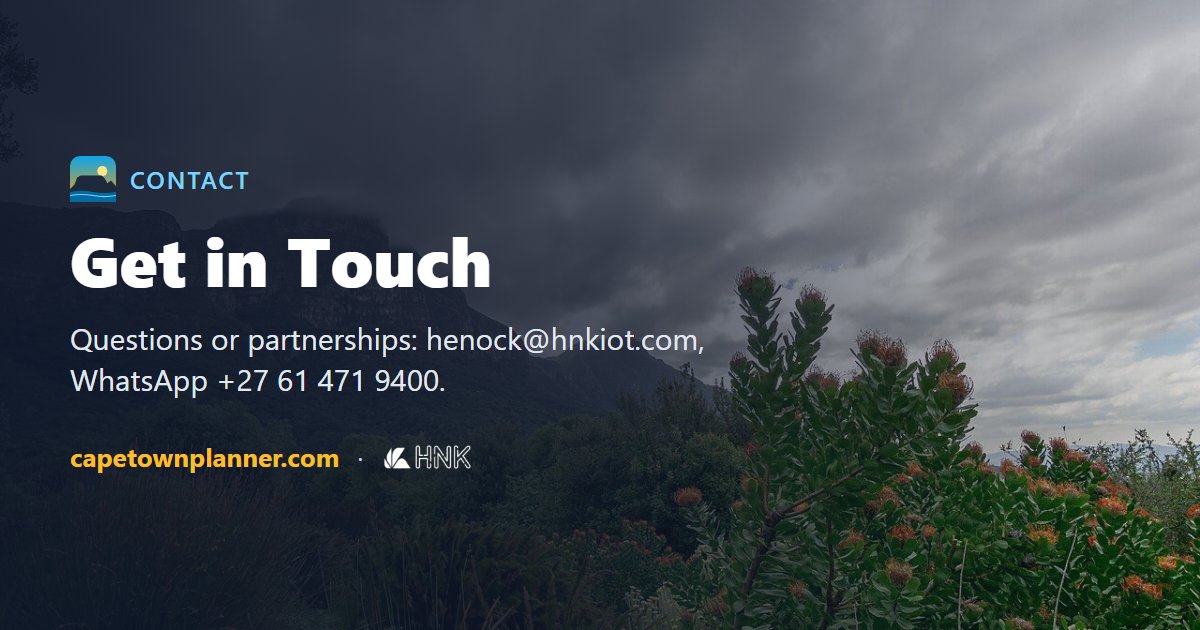 CONTACT
Get in Touch
Questions or partnerships: henock@hnkiot.com,
WhatsApp +27 61 471 9400.
capetownplanner.com · HNK